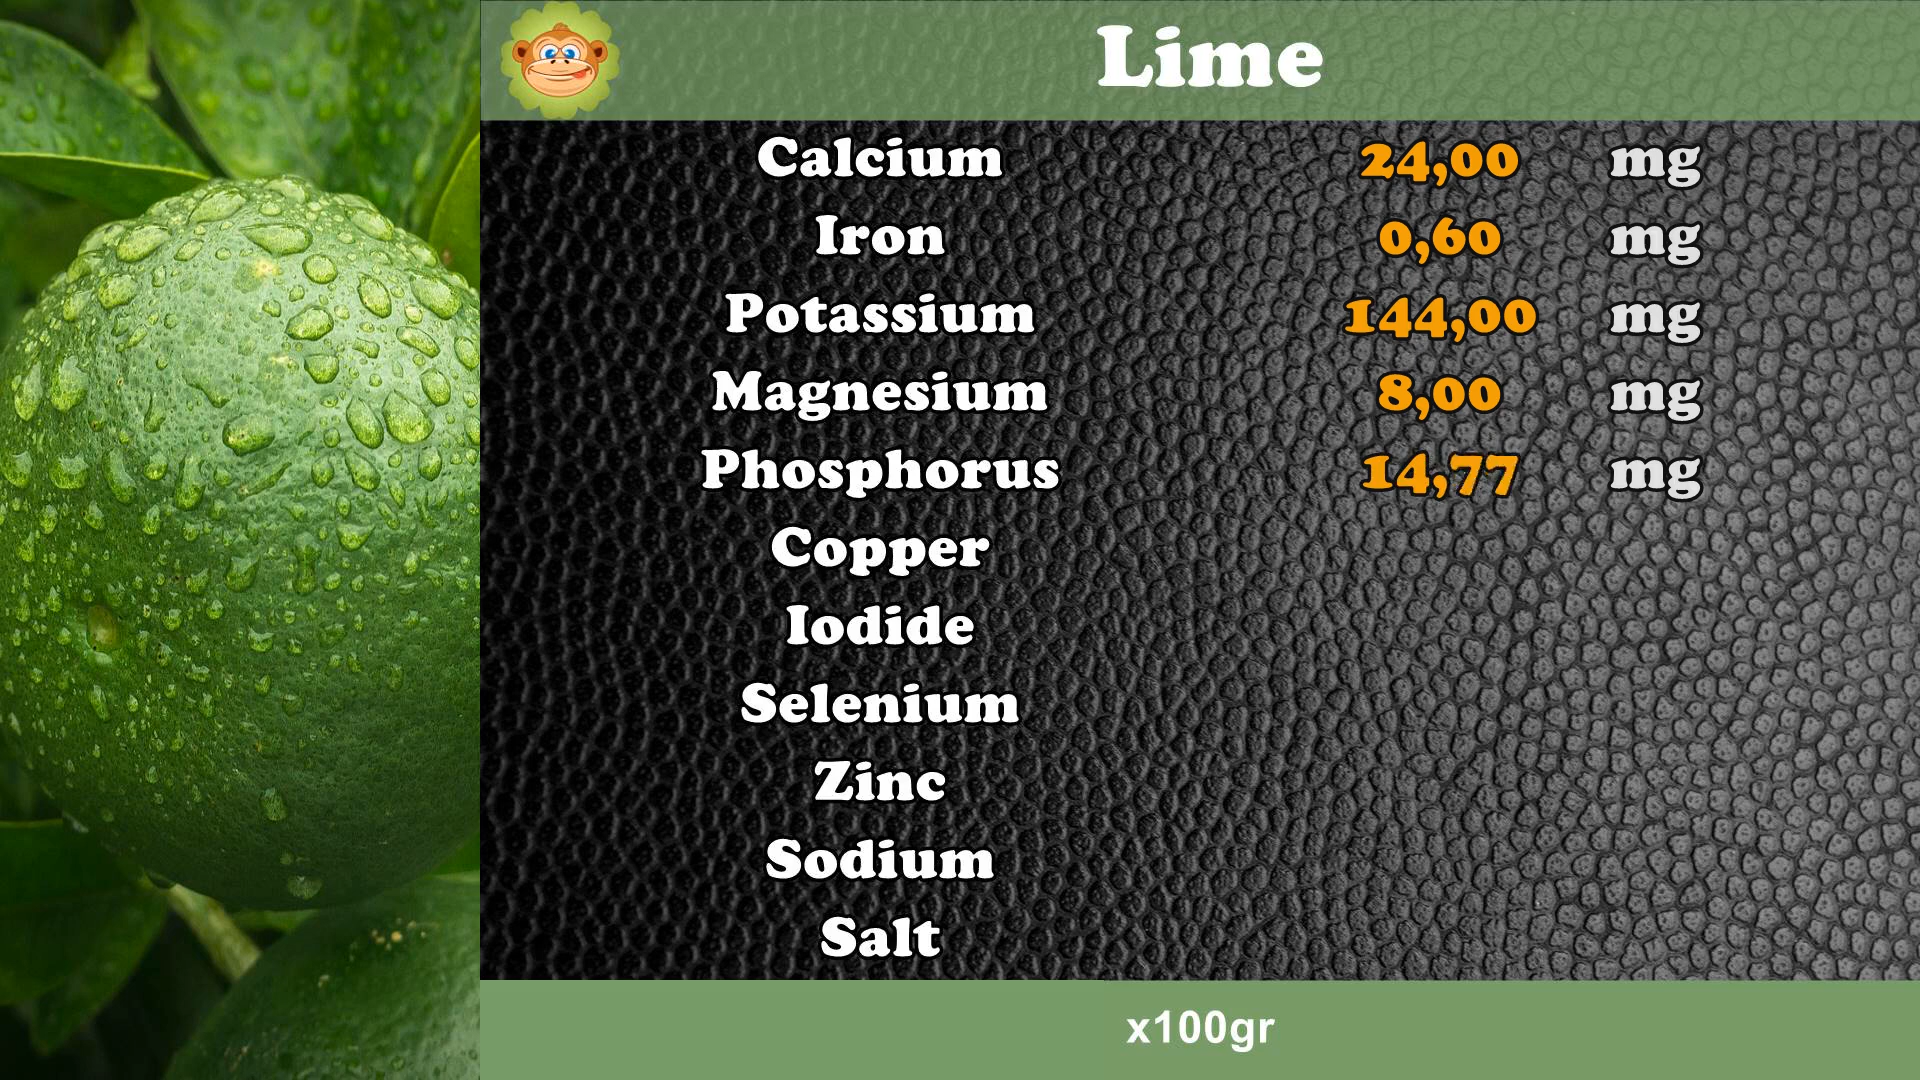 Lime
Calcium 24,00 mg
Iron 0,60 mg
Potassium 144,00 mg
Magnesium 8,00 mg
Phosphorus 14,77 mg
Copper
Iodide
Selenium
Zinc
Sodium
Salt
x100gr